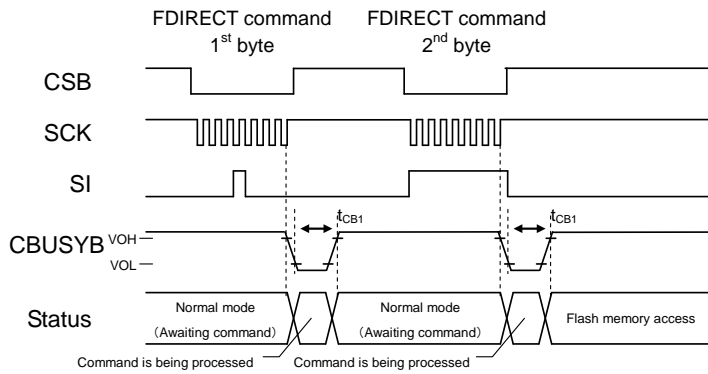 FDIRECT command
1st byte
FDIRECT command
2nd byte
CSB
SCK
SI
tCB1
tCB1
CBUSYB
VOH
VOL
Status
Normal mode
(Awaiting command)
Normal mode
(Awaiting command)
Flash memory access
Command is being processed
Command is being processed